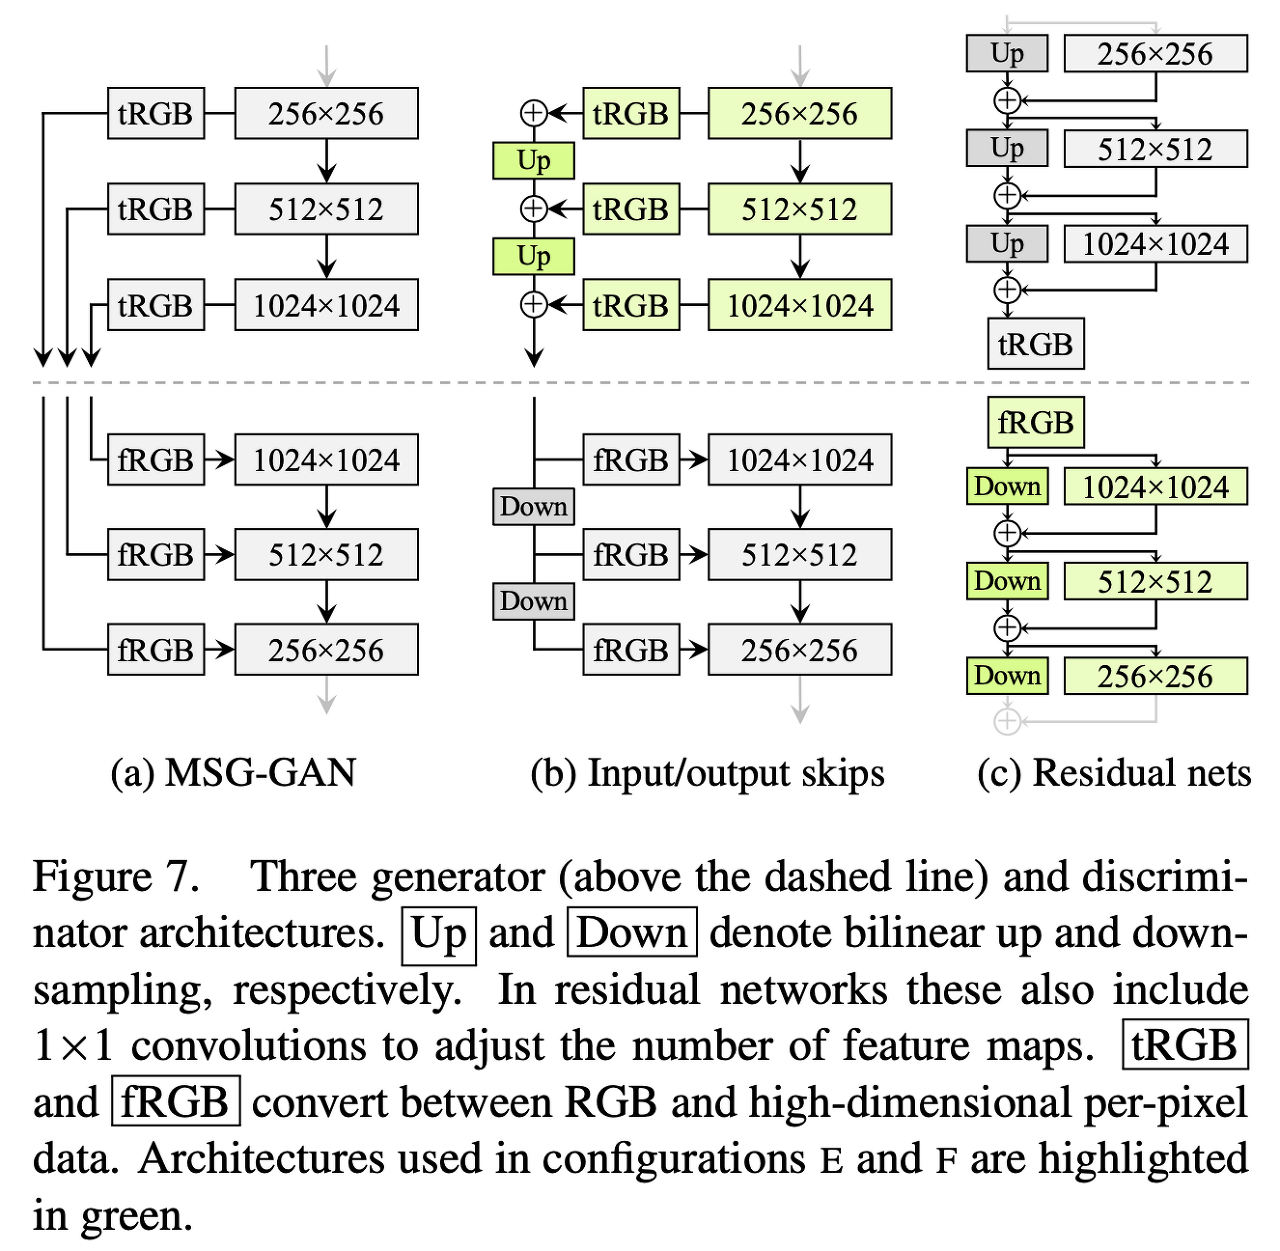 tRGB 256×256
tRGB 512×512
tRGB 1024×1024
fRGB 1024×1024
fRGB 512×512
fRGB 256×256
(a) MSG-GAN
tRGB 256×256
Up
tRGB 512×512
Up
tRGB 1024×1024
fRGB 1024×1024
Down
fRGB 512×512
Down
fRGB 256×256
(b) Input/output skips
Up 256×256
Up 512×512
Up 1024×1024
tRGB
fRGB
Down 1024×1024
Down 512×512
Down 256×256
(c) Residual nets
Figure 7. Three generator (above the dashed line) and discrimi-
nator architectures. Up and Down denote bilinear up and down-
sampling, respectively. In residual networks these also include
1×1 convolutions to adjust the number of feature maps. tRGB
and fRGB convert between RGB and high-dimensional per-pixel
data. Architectures used in configurations E and F are highlighted
in green.